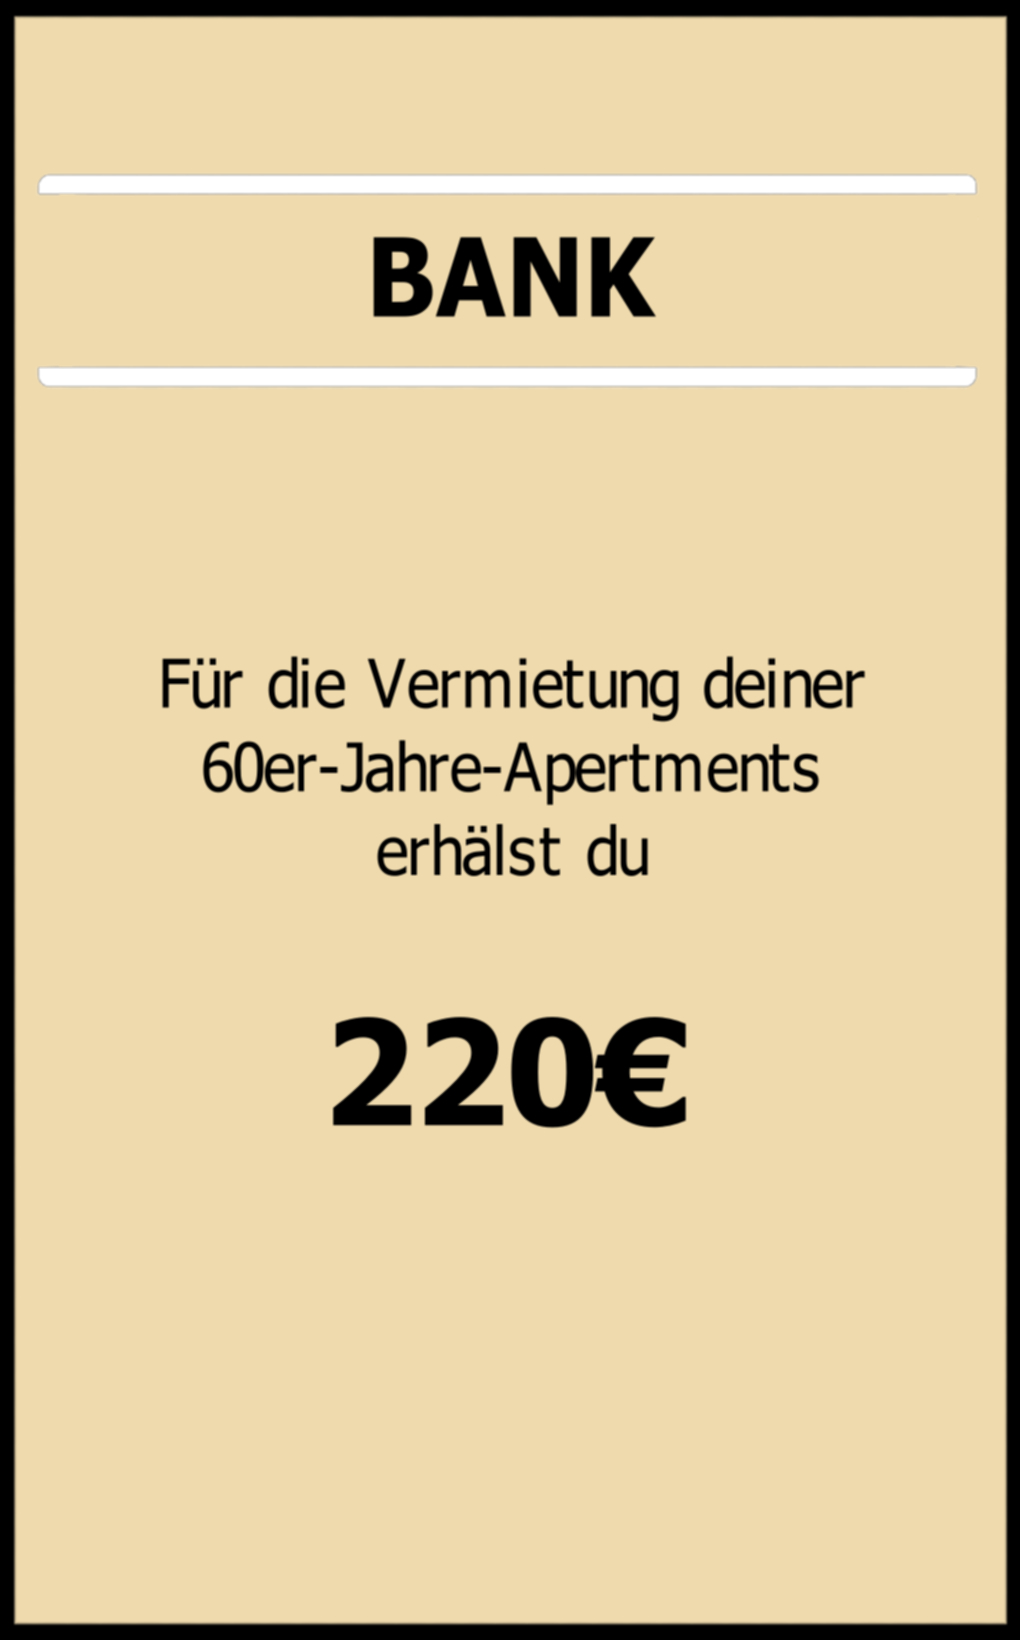 BANK
Für die Vermietung deiner
60er-Jahre-Apertments
erhälst du
220€